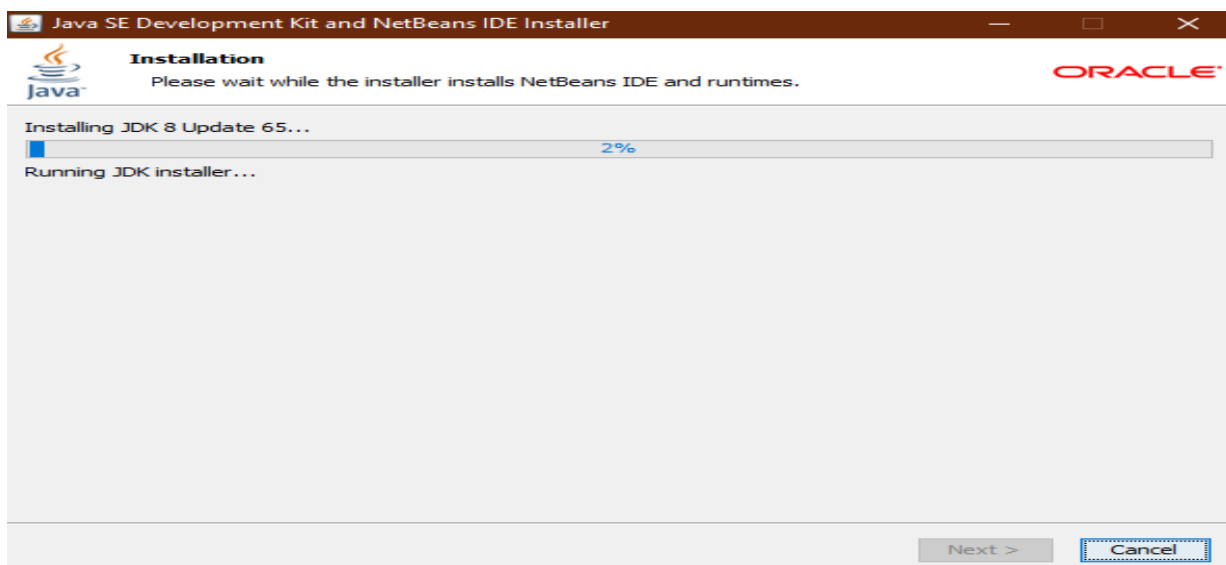 Java SE Development Kit and NetBeans IDE Installer
Installation
Please wait while the installer installs NetBeans IDE and runtimes.
Java
ORACLE
Installing JDK 8 Update 65...
2%
Running JDK installer...
Next >
Cancel